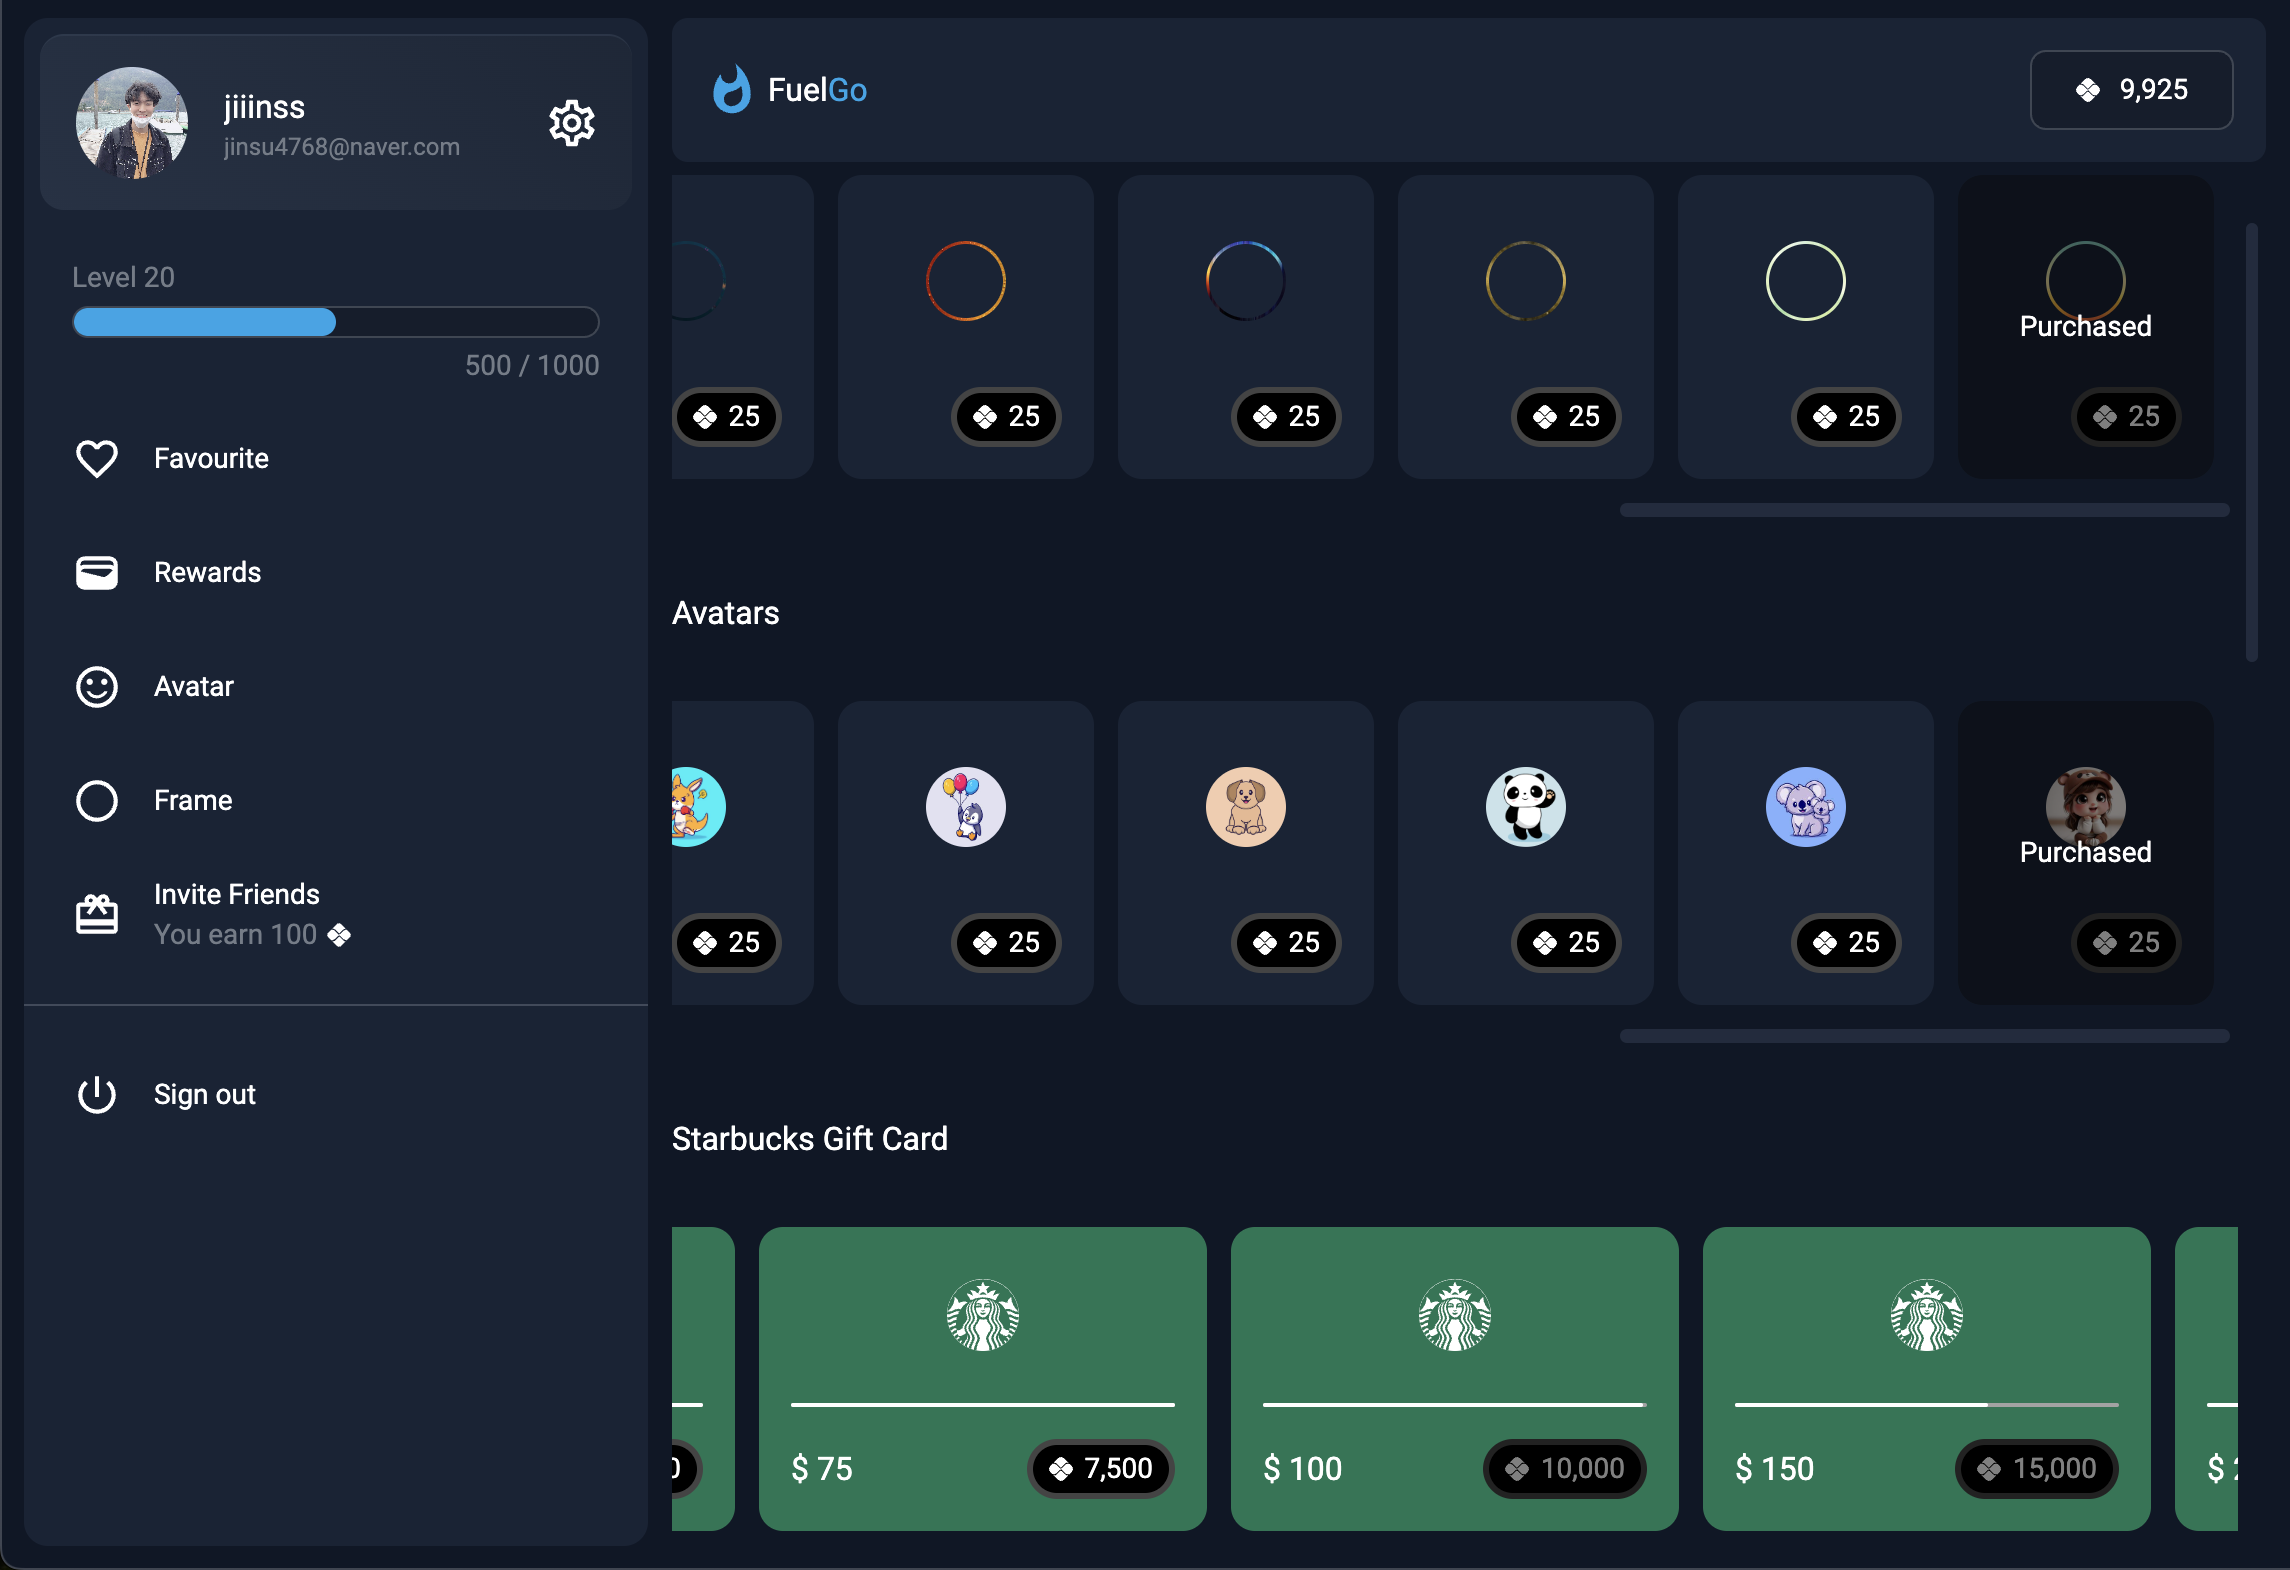 jiiinss
jinsu4768@naver.com
Level 20
500 / 1000
Favourite
Rewards
Avatar
Frame
Invite Friends
You earn 100
Sign out
FuelGo
9,925
Purchased
25
25
25
25
25
25
Avatars
Purchased
25
25
25
25
25
25
Starbucks Gift Card
0
$ 75
7,500
$ 100
10,000
$ 150
15,000
$